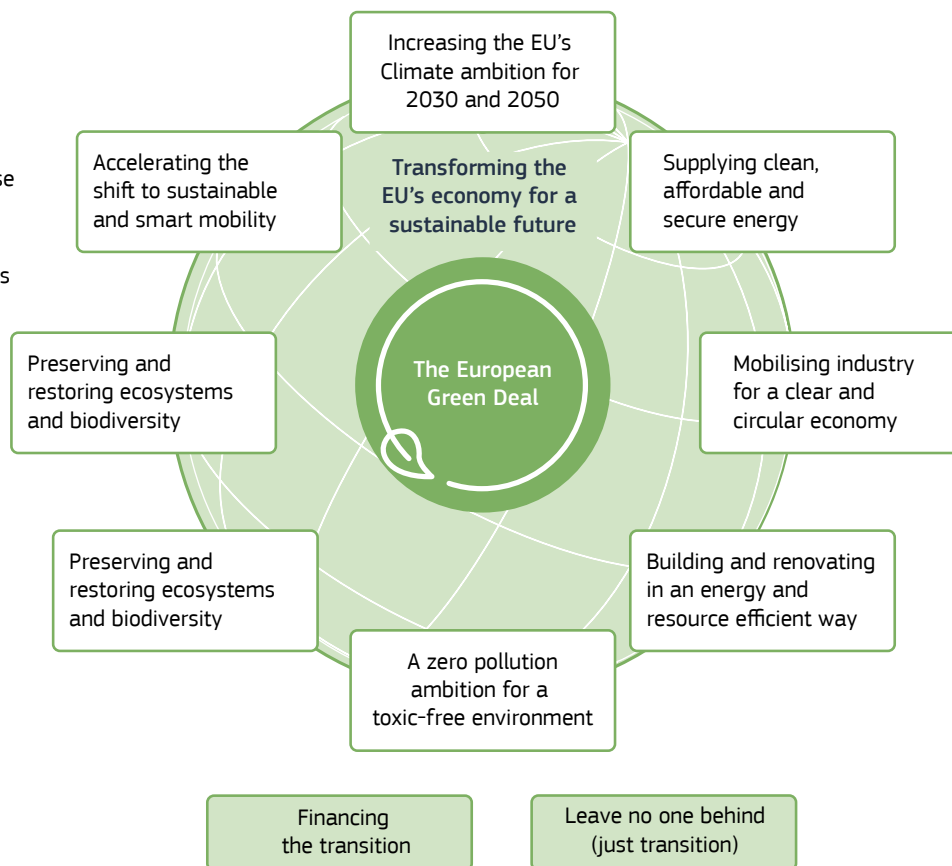 Increasing the EU's
Climate ambition for
2030 and 2050
Accelerating the
shift to sustainable
and smart mobility
Transforming the
EU's economy for a
sustainable future
Supplying clean,
affordable and
secure energy
se
s
Preserving and
restoring ecosystems
and biodiversity
The European
Green Deal
Mobilising industry
for a clear and
circular economy
Preserving and
restoring ecosystems
and biodiversity
Building and renovating
in an energy and
resource efficient way
A zero pollution
ambition for a
toxic-free environment
Financing
the transition
Leave no one behind
(just transition)